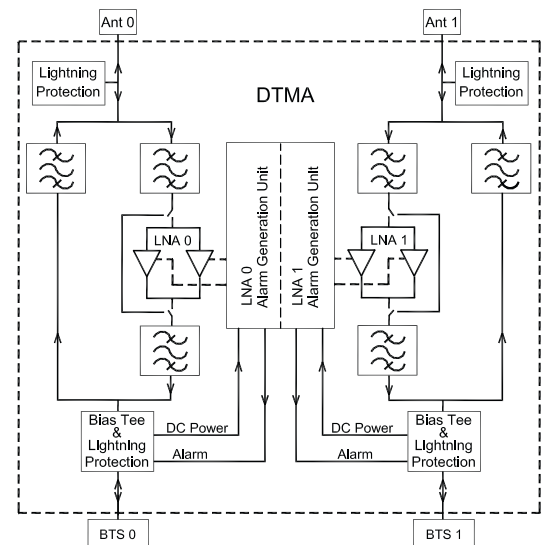 Ant 0
Ant 1
Lightning
Protection
DTMA
Lightning
Protection
LNA 0
LNA 0
Alarm Generation Unit
LNA 1
Alarm Generation Unit
LNA 1
Bias Tee
&
Lightning
Protection
DC Power
Alarm
DC Power
Alarm
Bias Tee
&
Lightning
Protection
BTS 0
BTS 1